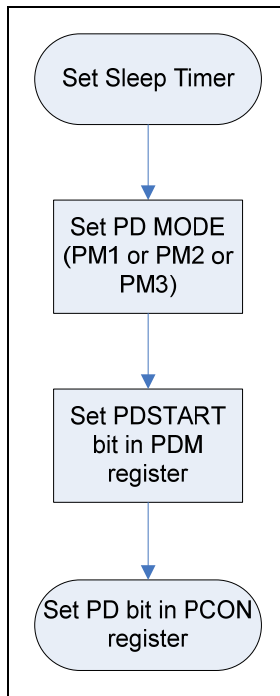 Set Sleep Timer
Set PD MODE
(PM1 or PM2 or
PM3)
Set PDSTART
bit in PDM
register
Set PD bit in PCON
register